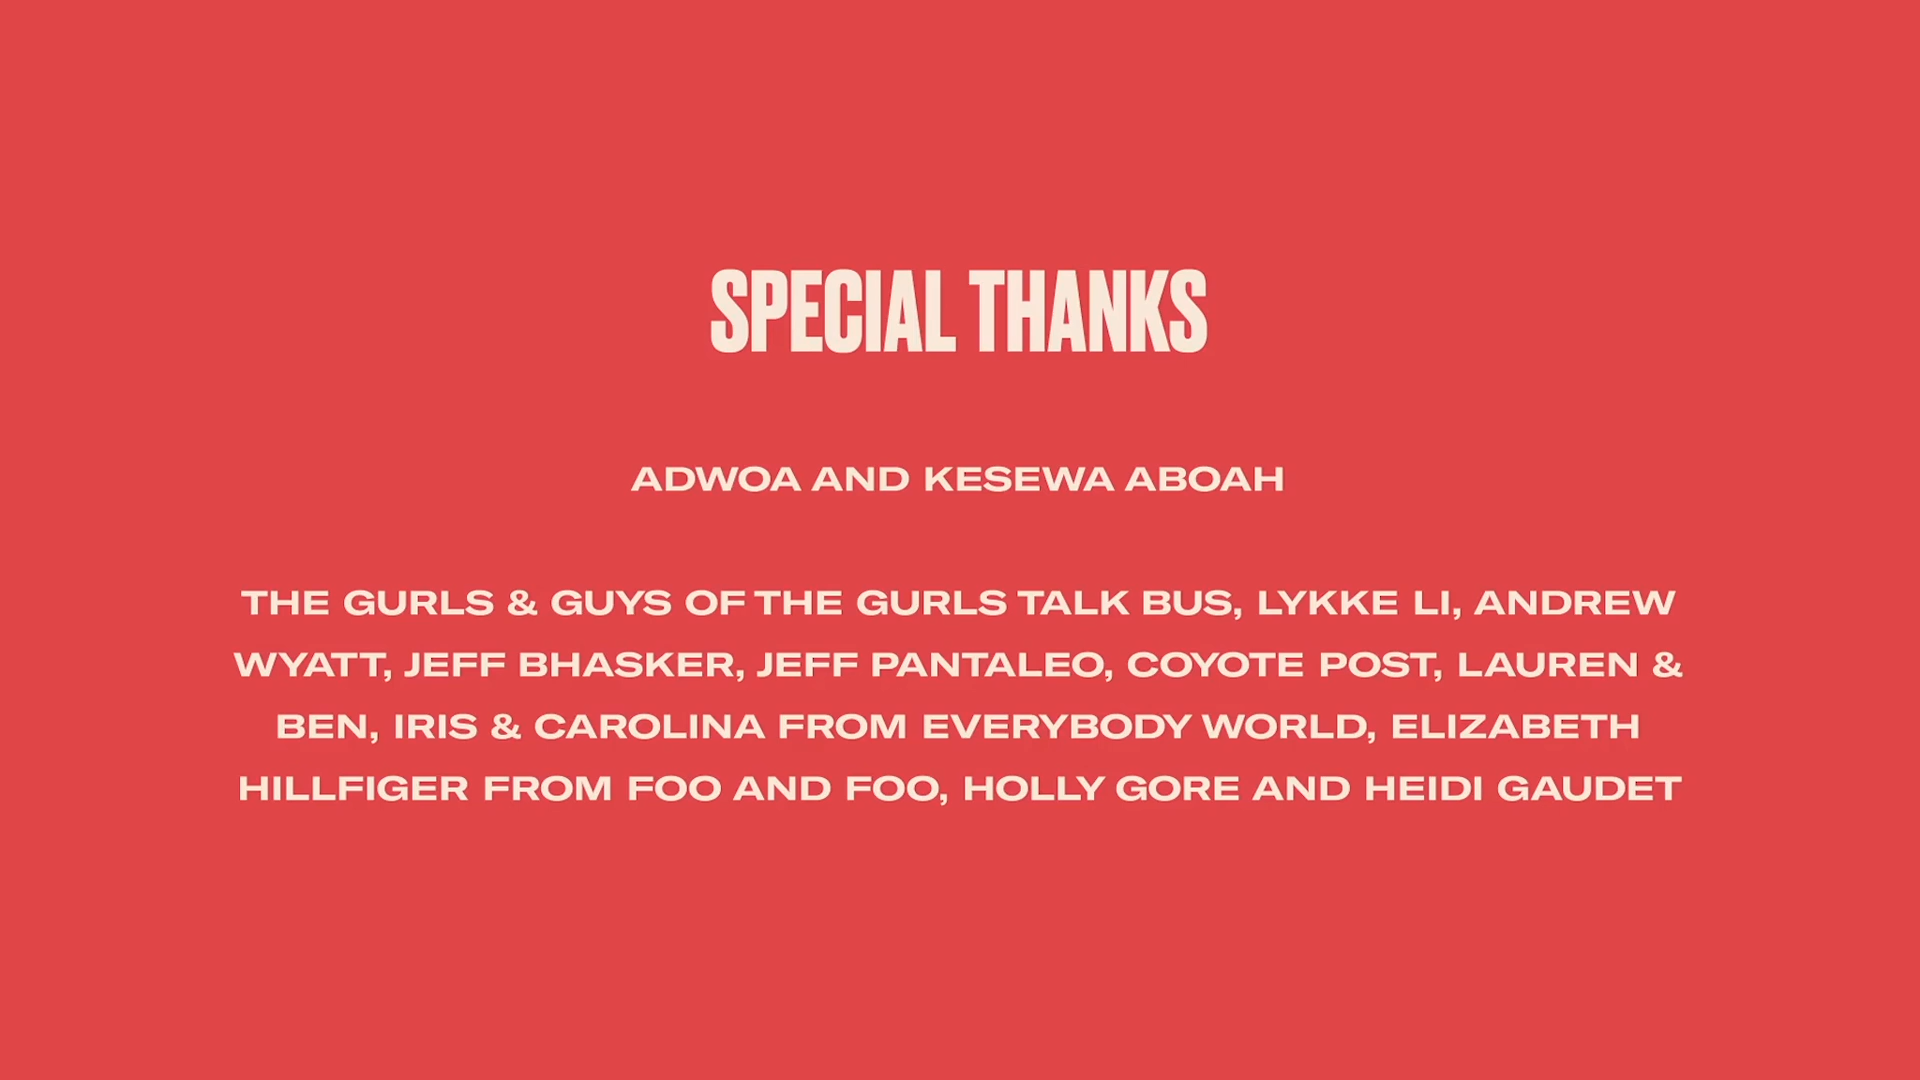 SPECIAL THANKS
ADWOA AND KESEWA ABOAH
THE GURLS & GUYS OF THE GURLS TALK BUS, LYKKE LI, ANDREW
WYATT, JEFF BHASKER, JEFF PANTALEO, COYOTE POST, LAUREN &
BEN, IRIS & CAROLINA FROM EVERYBODY WORLD, ELIZABETH
HILLFIGER FROM FOO AND FOO, HOLLY GORE AND HEIDI GAUDET